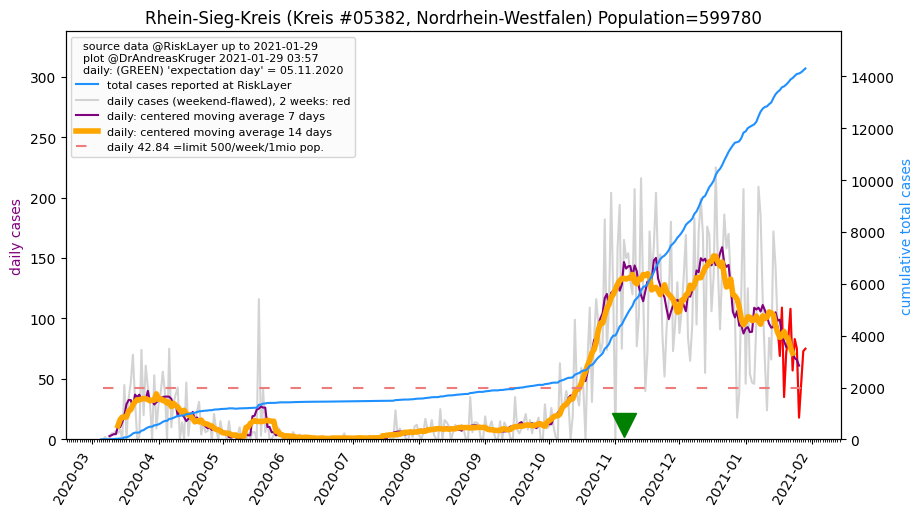 Rhein-Sieg-Kreis (Kreis #05382, Nordrhein-Westfalen) Population=599780
source data @RiskLayer up to 2021-01-29
plot @DrAndreasKruger 2021-01-29 03:57
daily: (GREEN) 'expectation day' = 05.11.2020
total cases reported at RiskLayer
daily cases (weekend-flawed), 2 weeks: red
daily: centered moving average 7 days
daily: centered moving average 14 days
daily 42.84 =limit 500/week/1mio pop.
daily cases
300
250
200
150
100
50
0
cumulative total cases
14000
12000
10000
8000
6000
4000
2000
0
2020-03
2020-04
2020-05
2020-06
2020-07
2020-08
2020-09
2020-10
2020-11
2020-12
2021-01
2021-02